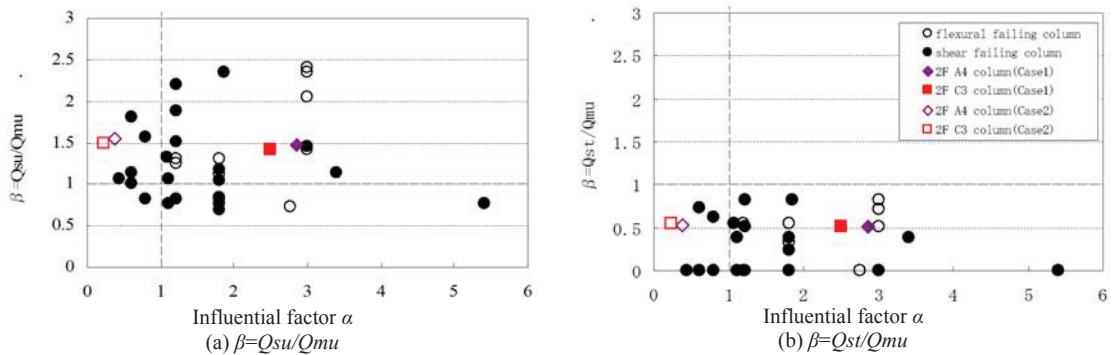 3
2.5
2
1.5
1
0.5
0
0 1 2 3 4 5 6
β=Qsu/Qmu
Influential factor α
(a) β=Qsu/Qmu
3
2.5
2
1.5
1
0.5
0
0 1 2 3 4 5 6
β=Qst/Qmu
flexural failing column
shear failing column
2F A4 column(Case1)
2F C3 column(Case1)
2F A4 column(Case2)
2F C3 column(Case2)
Influential factor α
(b) β=Qst/Qmu